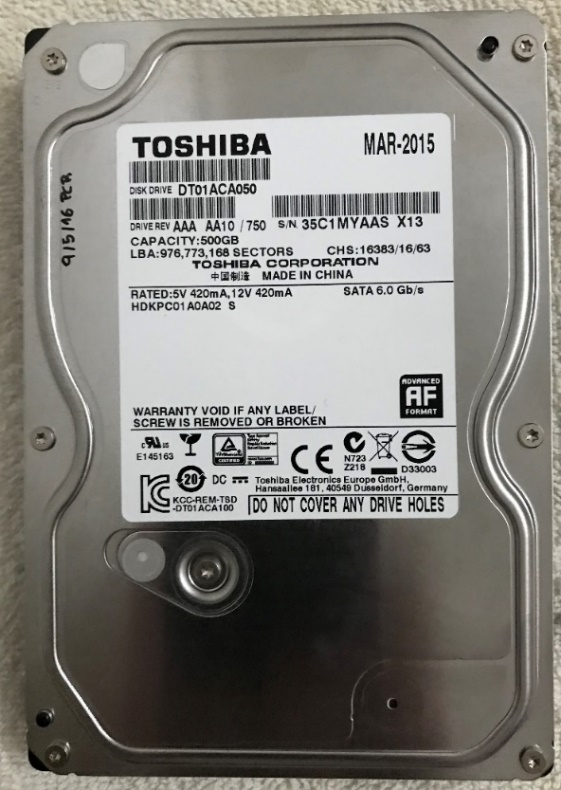 TOSHIBA
MAR-2015
DISK DRIVE DT01ACA050
DRIVE REV AAA AA10 / 750 S/N 35C1MYAAS X13
CAPACITY:500GB
LBA:976,773,168 SECTORS CHS:16383/16/63
TOSHIBA CORPORATION
中国制造 MADE IN CHINA
RATED:5V 420mA,12V 420mA SATA 6.0 Gb/s
HDKPC01A0A02 S
ADVANCED
AF
FORMAT
WARRANTY VOID IF ANY LABEL/
SCREW IS REMOVED OR BROKEN
E145163
N723
Z218
D33003
20
DC
Toshiba Electronics Europe GmbH,
Hansaallee 181, 40549 Dusseldorf, Germany
KCC-REM-TSD
-DT01ACA100
DO NOT COVER ANY DRIVE HOLES
9/5/16 PCR